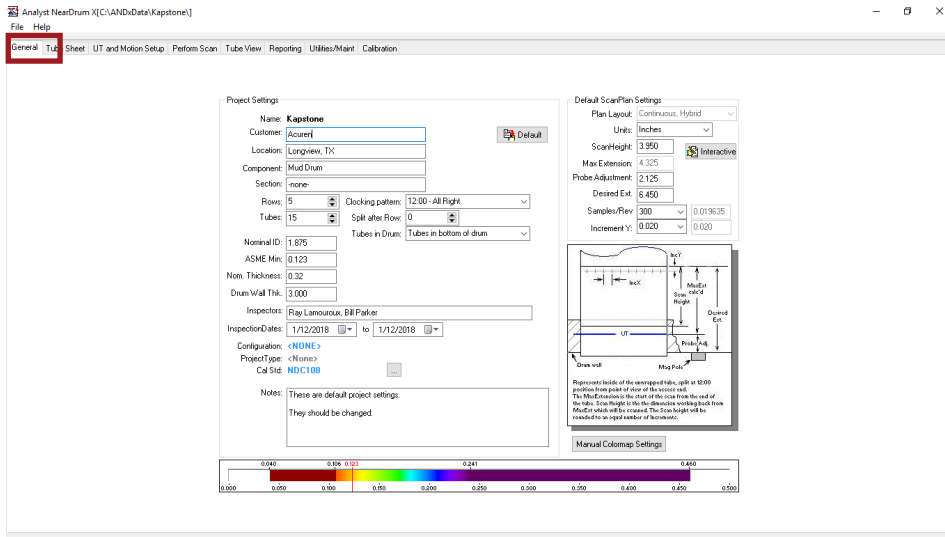 Analyst NearDrum X[C:\ANDxData\Kapstone\]
File Help
General Tube Sheet UT and Motion Setup Perform Scan Tube View Reporting Utilities/Maint Calibration
Project Settings
Name: Kapstone
Customer: Acuren
Default
Location: Longview, TX
Component: Mud Drum
Section: -none-
Rows: 5 Clocking pattern: 12:00 - All Right
Tubes: 15 Split after Row: 0
Tubes in Drum: Tubes in bottom of drum
Nominal ID: 1.875
ASME Min: 0.123
Nom. Thickness: 0.32
Drum Wall Thk. 3.000
Inspectors: Ray Lamouroux, Bill Parker
InspectionDates: 1/12/2018 to 1/12/2018
Configuration: <NONE>
ProjectType: <None>
Cal Std: NDC108 ...
Notes: These are default project settings.
They should be changed.
Default ScanPlan Settings
Plan Layout: Continuous, Hybrid
Units: Inches
ScanHeight: 3.950
Interactive
Max Extension: 4.325
Probe Adjustment: 2.125
Desired Ext. 6.450
Samples/Rev 300 0.019635
Increment Y: 0.020 0.020
IncY
IncX
Scan Height
MaxExt calc'd
Desired Ext.
UT
Probe Adj.
Drum wall
Mag Pole
Represents inside of the unwrapped tube, split at 12:00
position from point of view of the access end.
The MaxExtension is the start of the scan from the end of
the tube. Scan Height is the the dimension working back from
MaxExt which will be scanned. The Scan height will be
rounded to an equal number of Increments.
Manual Colormap Settings
0.040 0.106 0.123 0.241 0.460
0.000 0.050 0.100 0.150 0.200 0.250 0.300 0.350 0.400 0.450 0.500